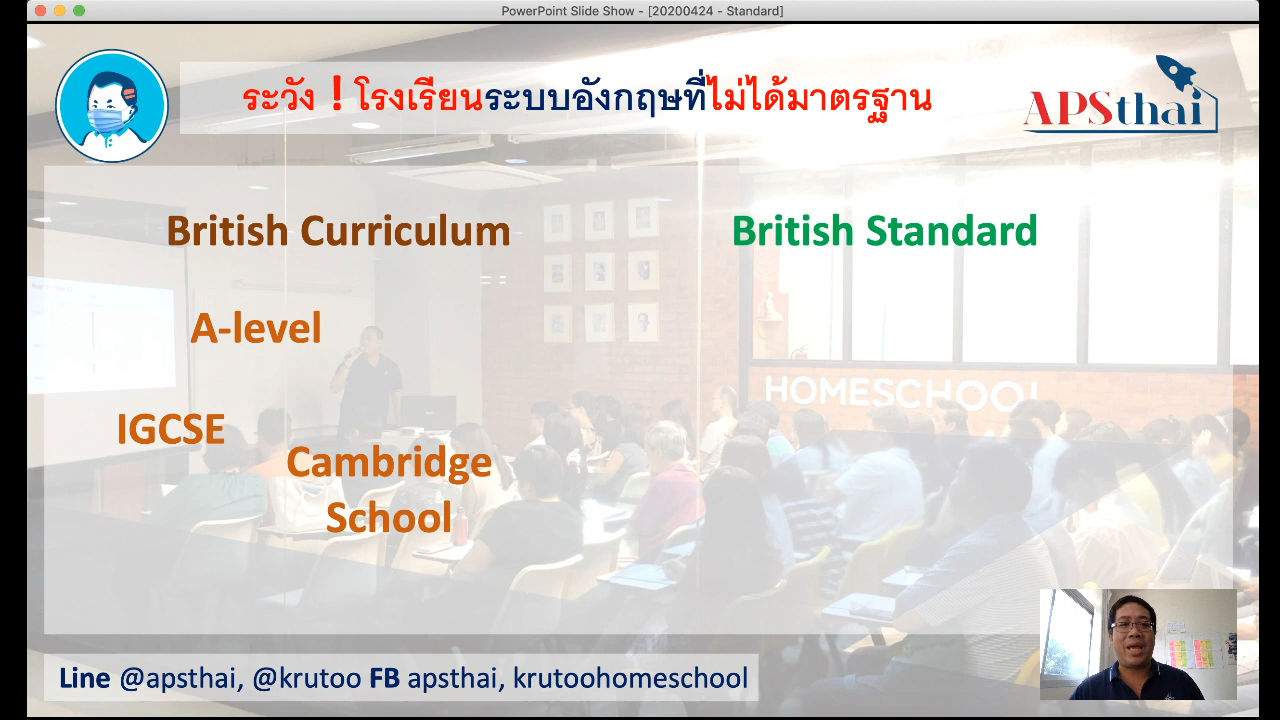 PowerPoint Slide Show - [20200424 - Standard]
ระวัง ! โรงเรียนระบบอังกฤษที่ไม่ได้มาตรฐาน
APSthai
British Curriculum
British Standard
A-level
HOMESCHOOL
IGCSE
Cambridge
School
Line @apsthai, @krutoo FB apsthai, krutoohomeschool